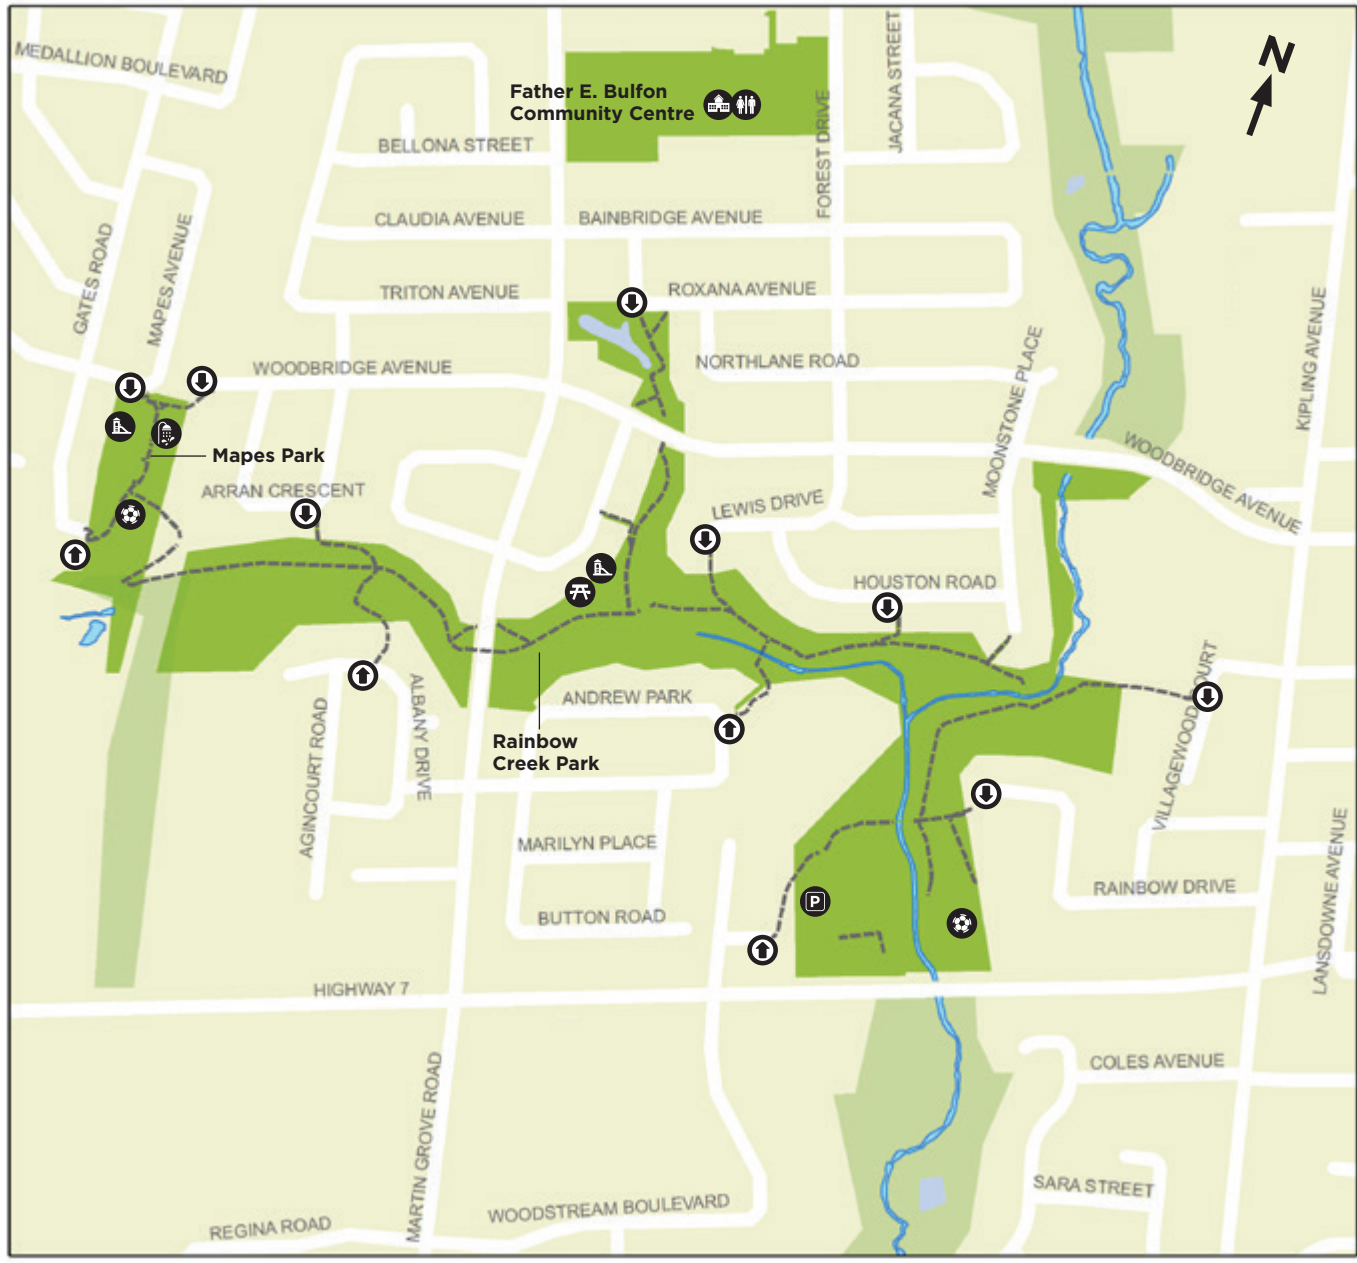 MEDALLION BOULEVARD
Father E. Bulfon
Community Centre
N
JACANA STREET
FOREST DRIVE
BELLONA STREET
CLAUDIA AVENUE
BAINBRIDGE AVENUE
GATES ROAD
MAPES AVENUE
TRITON AVENUE
ROXANA AVENUE
WOODBRIDGE AVENUE
NORTHLANE ROAD
MOONSTONE PLACE
KIPLING AVENUE
WOODBRIDGE AVENUE
Mapes Park
ARRAN CRESCENT
LEWIS DRIVE
HOUSTON ROAD
ANDREW PARK
Rainbow
Creek Park
ALBANY DRIVE
AGINCOURT ROAD
VILLAGEWOOD COURT
MARILYN PLACE
BUTTON ROAD
P
RAINBOW DRIVE
LANSDOWNE AVENUE
HIGHWAY 7
MARTIN GROVE ROAD
COLES AVENUE
SARA STREET
WOODSTREAM BOULEVARD
REGINA ROAD